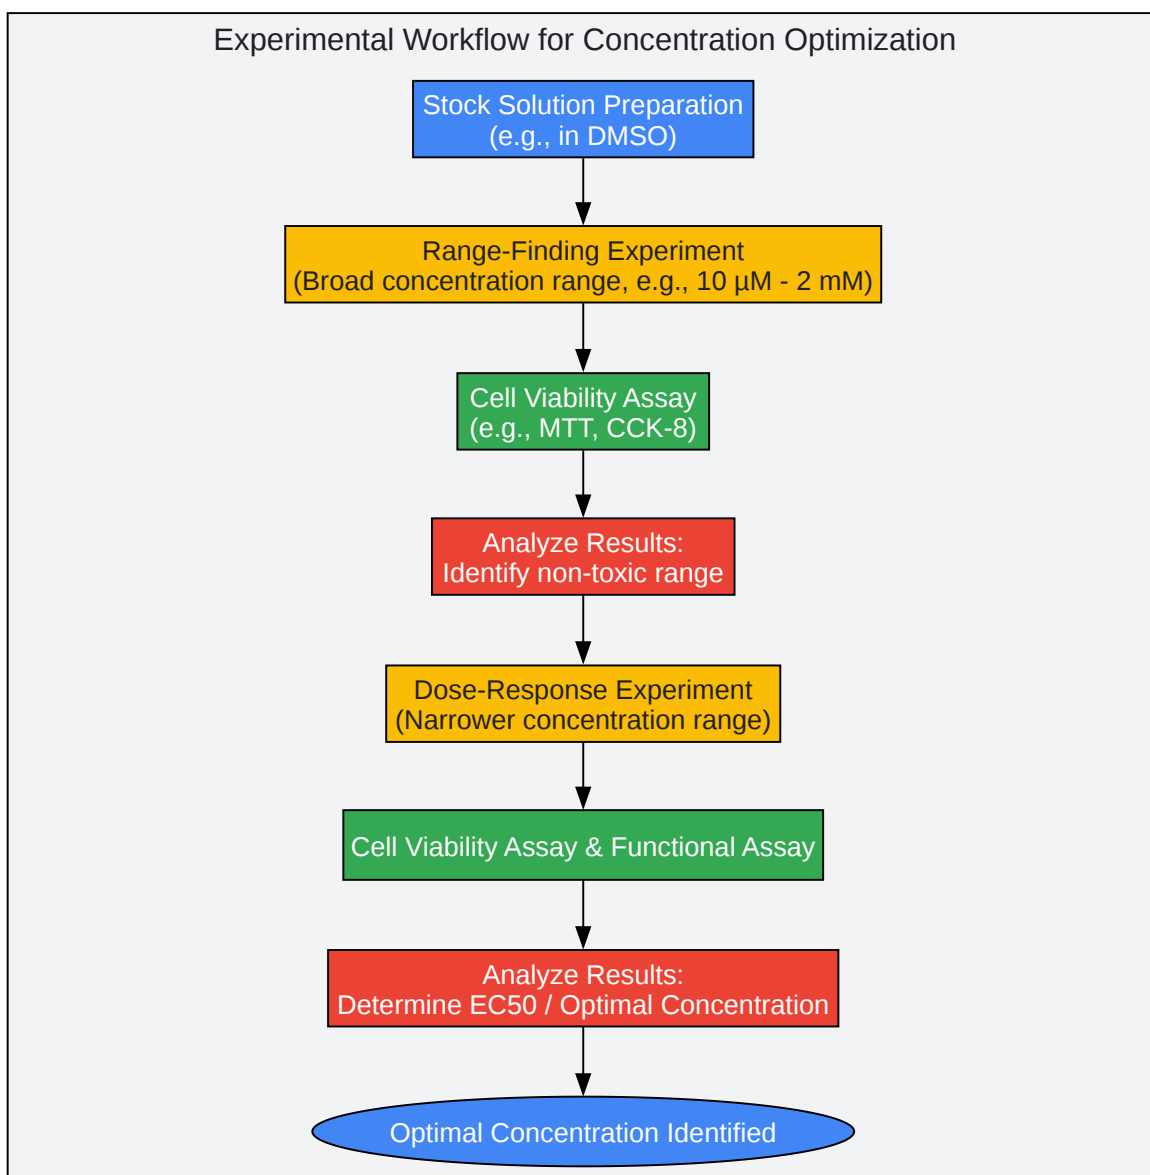 Experimental Workflow for Concentration Optimization
Stock Solution Preparation
(e.g., in DMSO)
Range-Finding Experiment
(Broad concentration range, e.g., 10 µM - 2 mM)
Cell Viability Assay
(e.g., MTT, CCK-8)
Analyze Results:
Identify non-toxic range
Dose-Response Experiment
(Narrower concentration range)
Cell Viability Assay & Functional Assay
Analyze Results:
Determine EC50 / Optimal Concentration
Optimal Concentration Identified